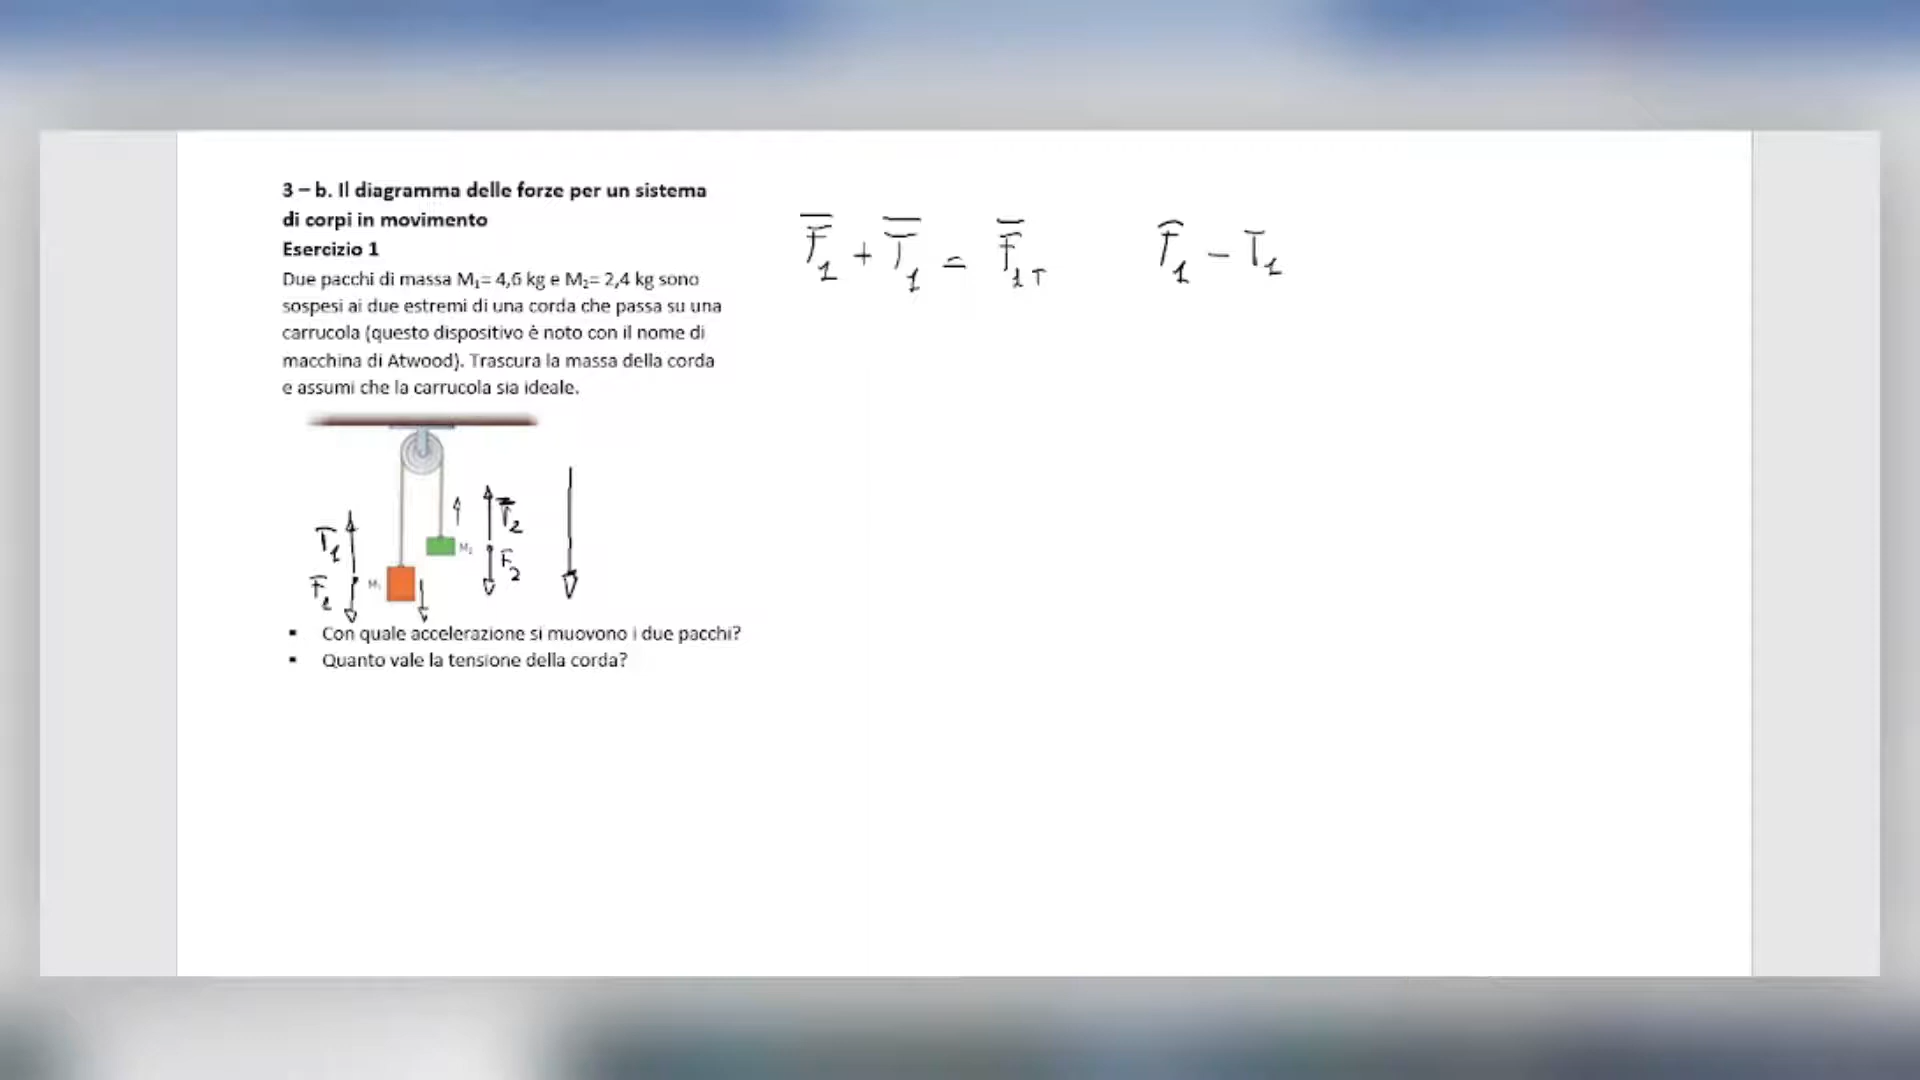 3 – b. Il diagramma delle forze per un sistema
di corpi in movimento
Esercizio 1
Due pacchi di massa M₁= 4,6 kg e M₂= 2,4 kg sono
sospesi ai due estremi di una corda che passa su una
carrucola (questo dispositivo è noto con il nome di
macchina di Atwood). Trascura la massa della corda
e assumi che la carrucola sia ideale.
T₂
T₁
M₂
F₂
F₁
M₁
▪ Con quale accelerazione si muovono i due pacchi?
▪ Quanto vale la tensione della corda?
F̅₁ + T̅₁ = F̅₁T F₁ − T₁